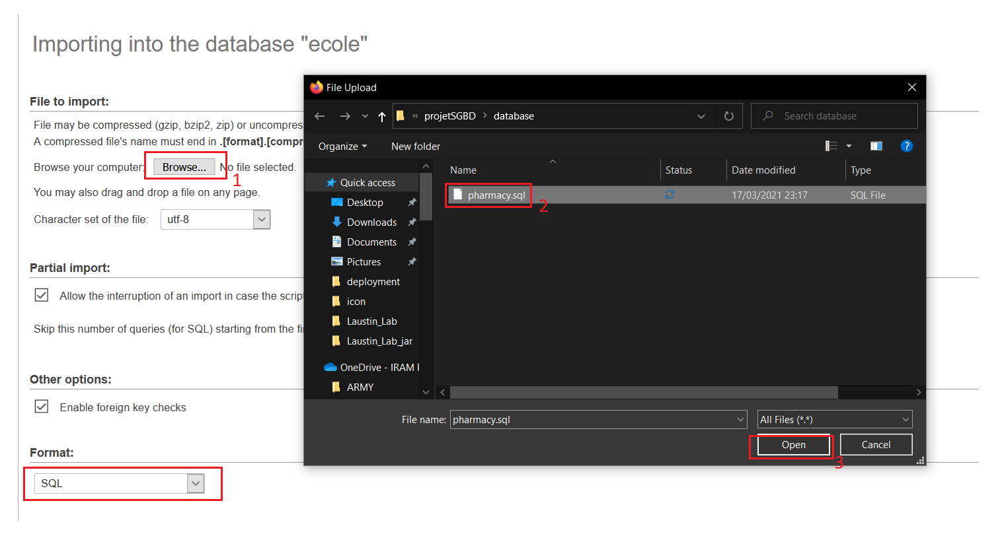 Importing into the database "ecole"
File to import:
File may be compressed (gzip, bzip2, zip) or uncompres
A compressed file's name must end in .[format].[compr
Browse your computer: Browse... No file selected.
1
You may also drag and drop a file on any page.
Character set of the file: utf-8
Partial import:
Allow the interruption of an import in case the script
Skip this number of queries (for SQL) starting from the fi
Other options:
Enable foreign key checks
Format:
SQL
File Upload
« projetSGBD > database
Search database
Organize New folder
?
Name Status Date modified Type
pharmacy.sql 17/03/2021 23:17 SQL File
2
Quick access
Desktop
Downloads
Documents
Pictures
deployment
icon
Laustin_Lab
Laustin_Lab_jar
OneDrive - IRAM
ARMY
File name: pharmacy.sql All Files (*.*)
Open Cancel
3